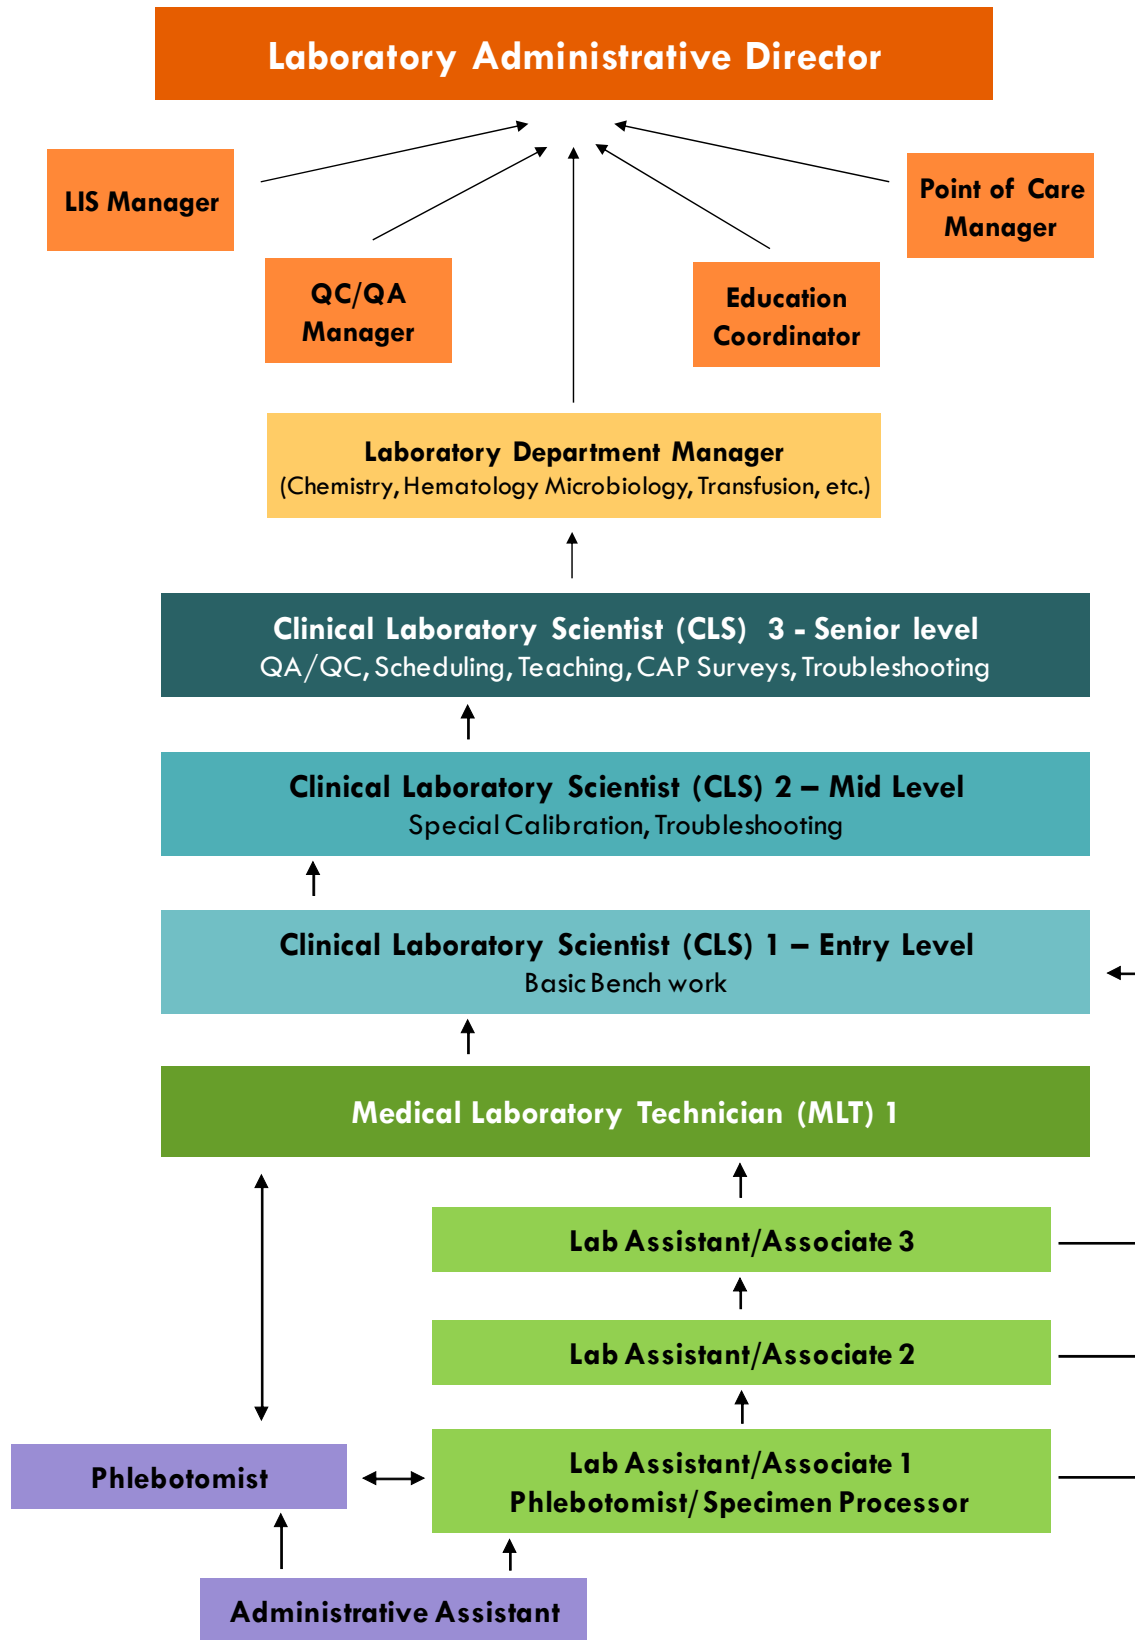 Laboratory Administrative Director
LIS Manager
Point of Care
Manager
QC/QA
Manager
Education
Coordinator
Laboratory Department Manager
(Chemistry, Hematology Microbiology, Transfusion, etc.)
Clinical Laboratory Scientist (CLS) 3 - Senior level
QA/QC, Scheduling, Teaching, CAP Surveys, Troubleshooting
Clinical Laboratory Scientist (CLS) 2 – Mid Level
Special Calibration, Troubleshooting
Clinical Laboratory Scientist (CLS) 1 – Entry Level
Basic Bench work
Medical Laboratory Technician (MLT) 1
Lab Assistant/Associate 3
Lab Assistant/Associate 2
Lab Assistant/Associate 1
Phlebotomist/ Specimen Processor
Phlebotomist
Administrative Assistant